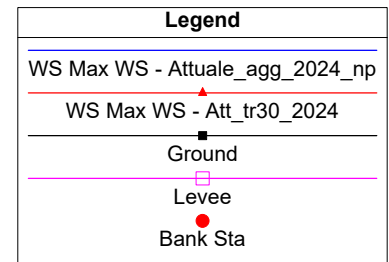 Legend
WS Max WS - Attuale_agg_2024_np
WS Max WS - Att_tr30_2024
Ground
Levee
Bank Sta